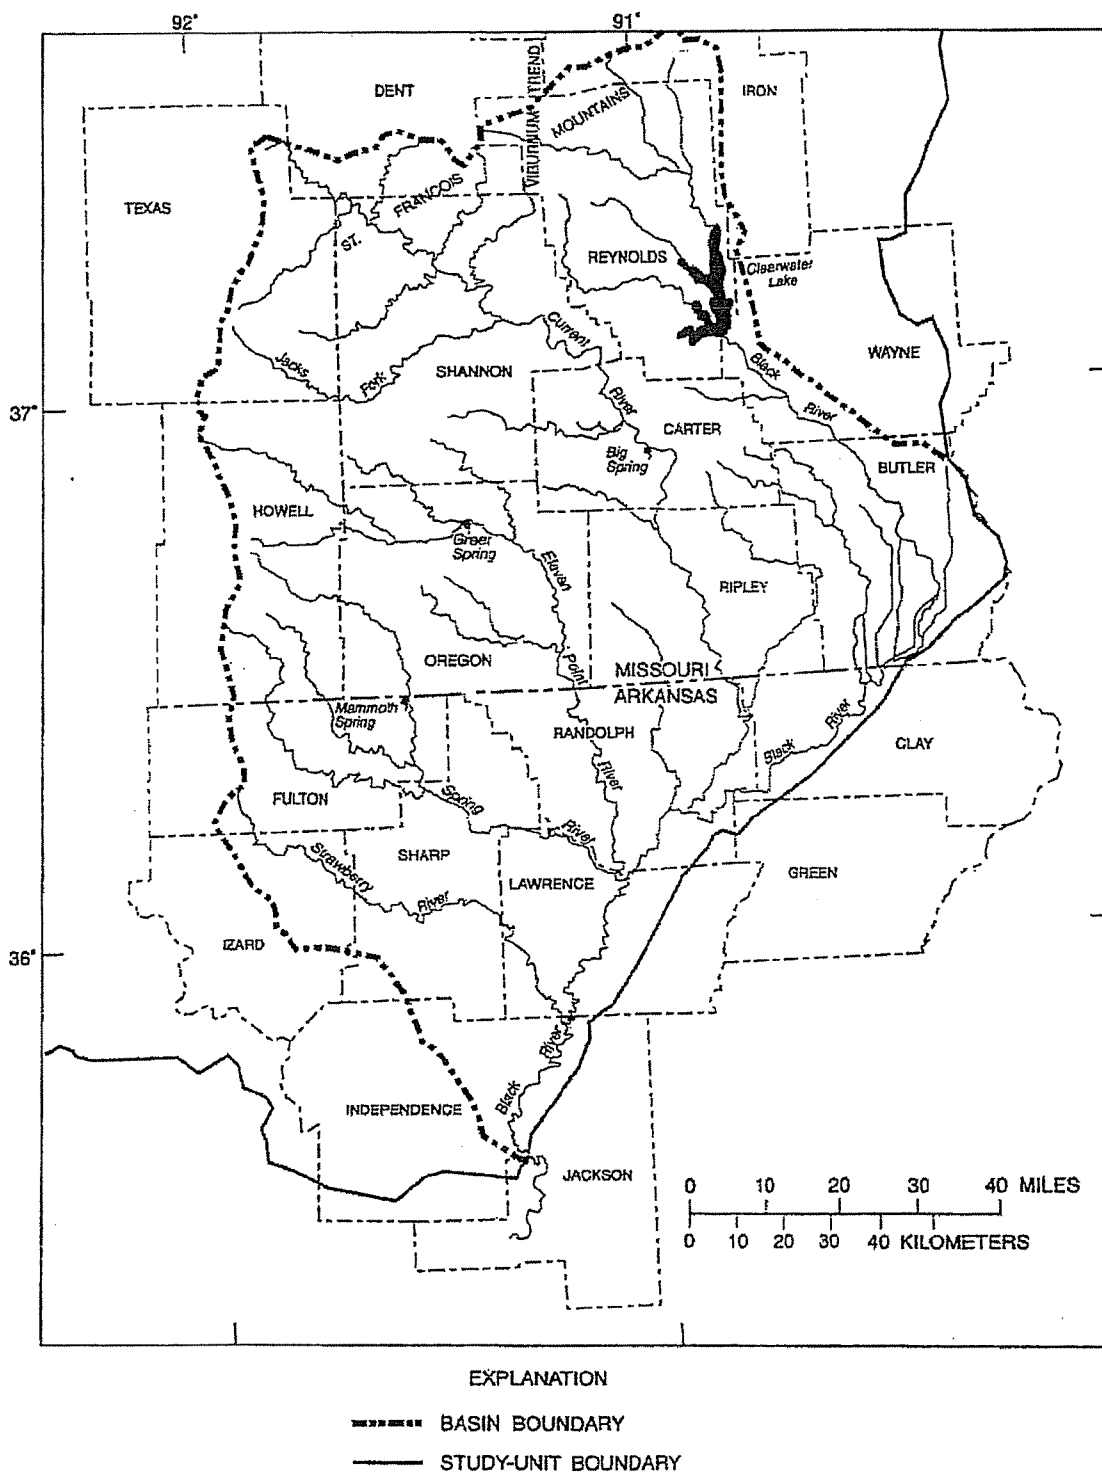 92° 91°
DENT
VIBURNUM TREND
MOUNTAINS
IRON
TEXAS
FRANCOIS
ST.
REYNOLDS
Clearwater
Lake
Current
River
Jacks
Fork
SHANNON
Black
River
WAYNE
37°
CARTER
Big
Spring
BUTLER
HOWELL
Greer
Spring
Eleven
Point
River
RIPLEY
OREGON
MISSOURI
ARKANSAS
Mammoth
Spring
RANDOLPH
Black
River
CLAY
FULTON
Spring
River
SHARP
Strawberry
River
LAWRENCE
GREEN
IZARD
36°
Black
River
INDEPENDENCE
JACKSON
0 10 20 30 40 MILES
0 10 20 30 40 KILOMETERS
EXPLANATION
BASIN BOUNDARY
STUDY-UNIT BOUNDARY